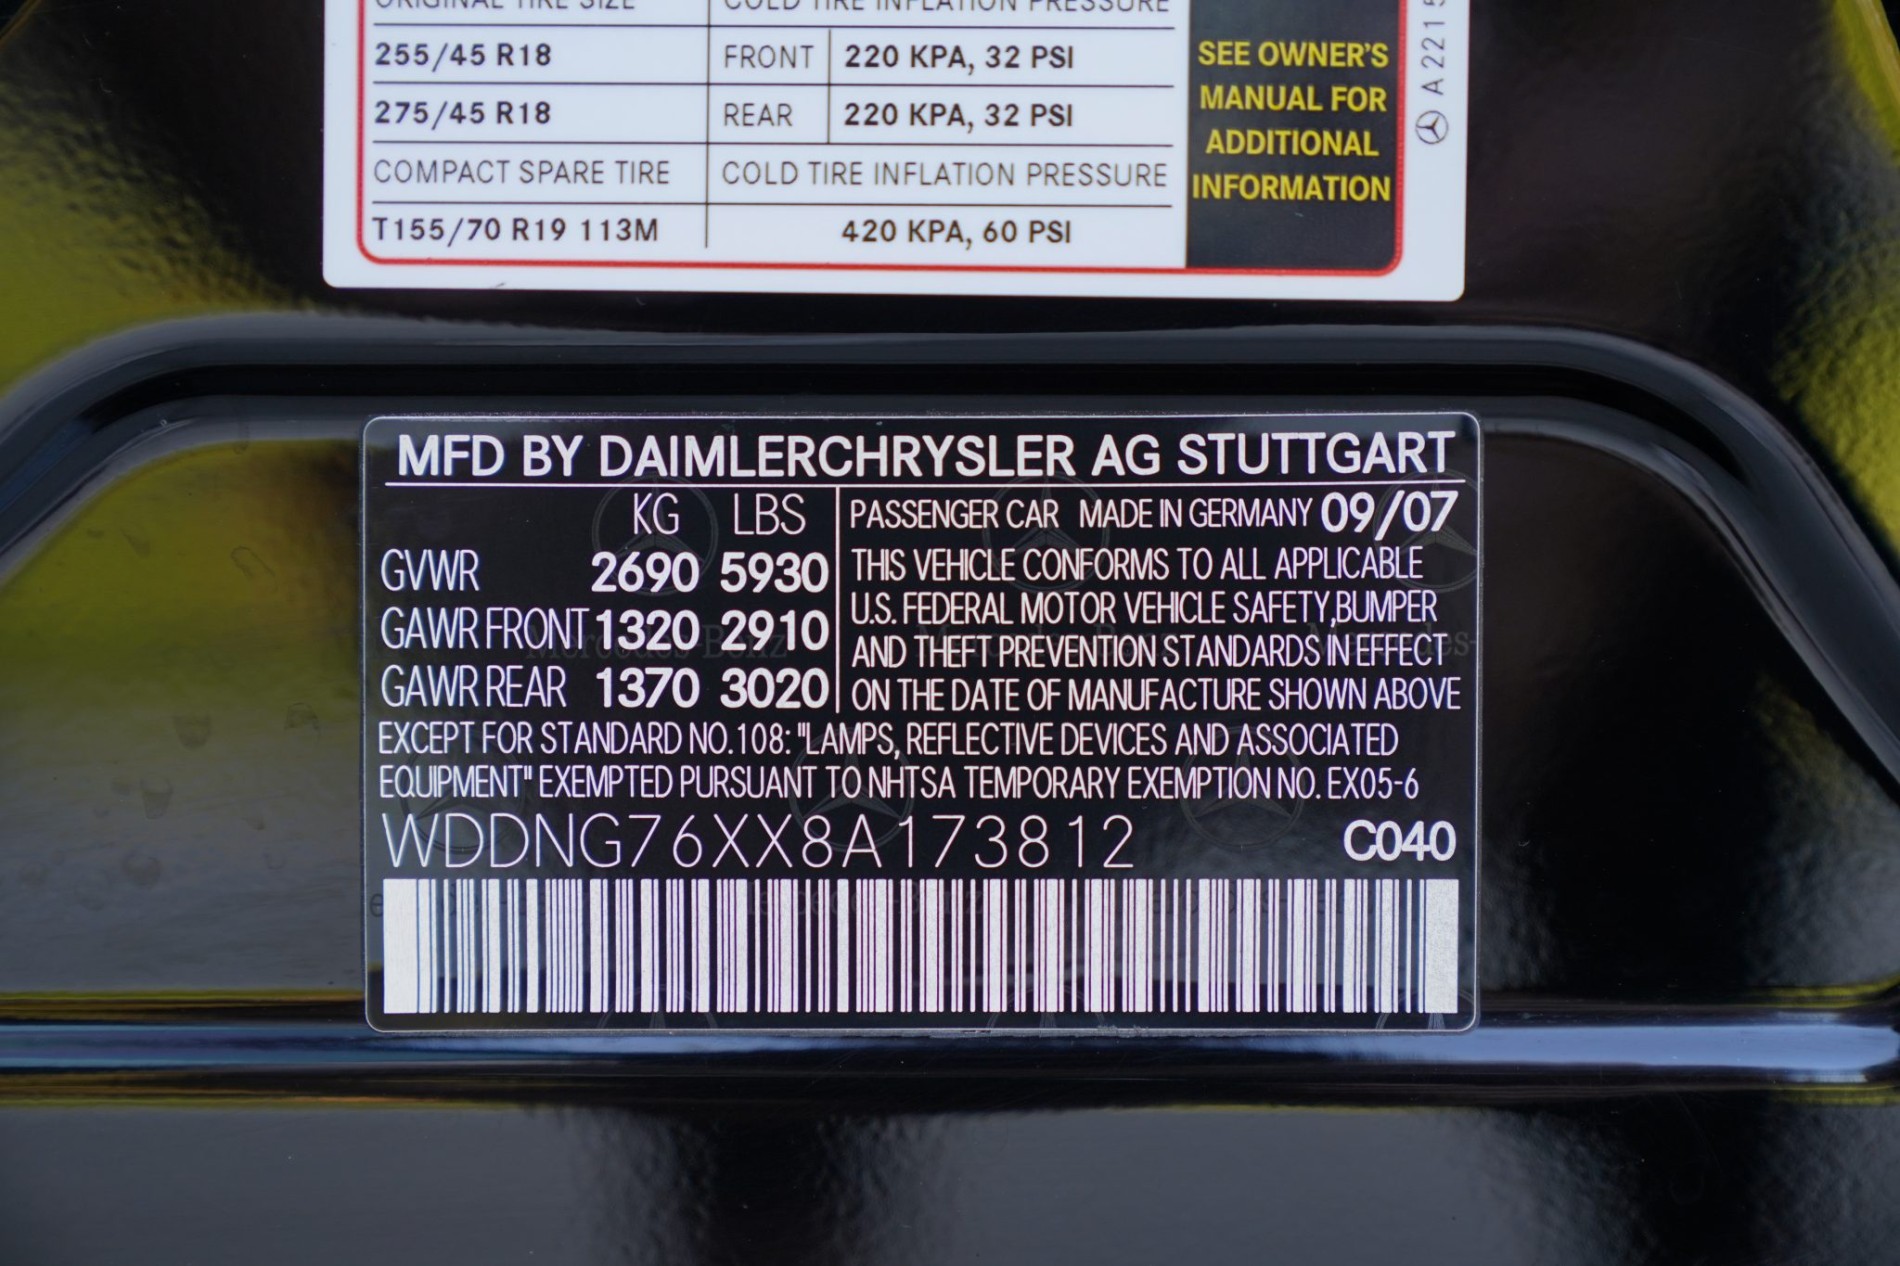 ORIGINAL TIRE SIZE COLD TIRE INFLATION PRESSURE
255/45 R18 FRONT 220 KPA, 32 PSI
275/45 R18 REAR 220 KPA, 32 PSI
COMPACT SPARE TIRE COLD TIRE INFLATION PRESSURE
T155/70 R19 113M 420 KPA, 60 PSI
SEE OWNER'S
MANUAL FOR
ADDITIONAL
INFORMATION
MFD BY DAIMLERCHRYSLER AG STUTTGART
KG LBS
GVWR 2690 5930
GAWR FRONT 1320 2910
GAWR REAR 1370 3020
PASSENGER CAR MADE IN GERMANY 09/07
THIS VEHICLE CONFORMS TO ALL APPLICABLE
U.S. FEDERAL MOTOR VEHICLE SAFETY,BUMPER
AND THEFT PREVENTION STANDARDS IN EFFECT
ON THE DATE OF MANUFACTURE SHOWN ABOVE
EXCEPT FOR STANDARD NO.108: "LAMPS, REFLECTIVE DEVICES AND ASSOCIATED
EQUIPMENT" EXEMPTED PURSUANT TO NHTSA TEMPORARY EXEMPTION NO. EX05-6
WDDNG76XX8A173812 C040